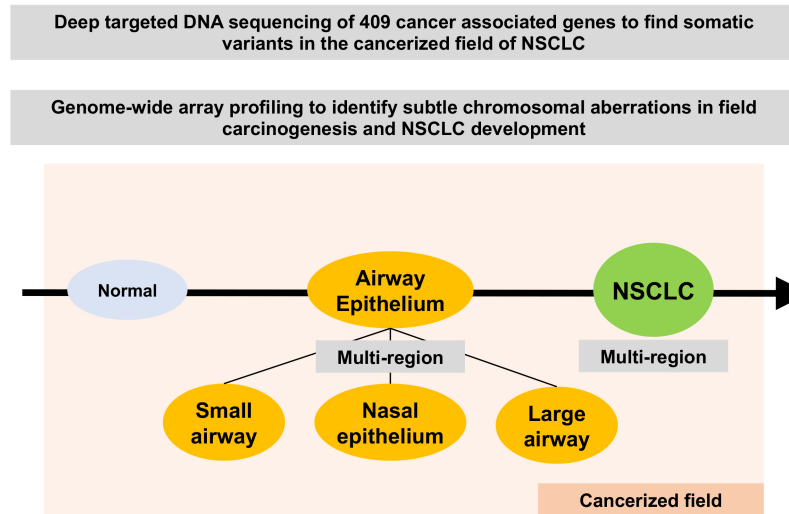 Deep targeted DNA sequencing of 409 cancer associated genes to find somatic
variants in the cancerized field of NSCLC
Genome-wide array profiling to identify subtle chromosomal aberrations in field
carcinogenesis and NSCLC development
Normal
Airway
Epithelium
NSCLC
Multi-region
Multi-region
Small
airway
Nasal
epithelium
Large
airway
Cancerized field